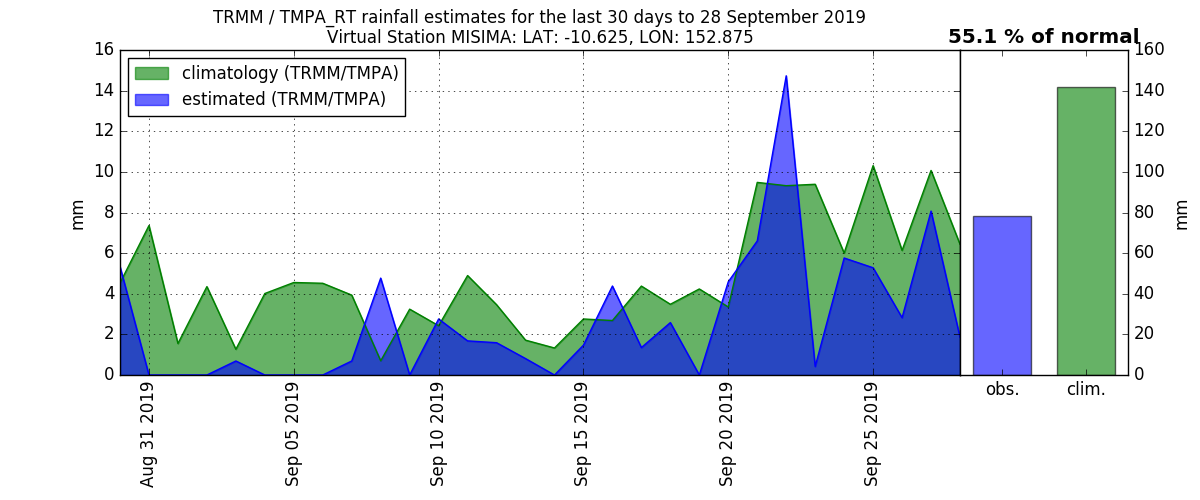 TRMM / TMPA_RT rainfall estimates for the last 30 days to 28 September 2019
Virtual Station MISIMA: LAT: -10.625, LON: 152.875
55.1 % of normal
climatology (TRMM/TMPA)
estimated (TRMM/TMPA)
16
14
12
10
8
6
4
2
0
mm
Aug 31 2019
Sep 05 2019
Sep 10 2019
Sep 15 2019
Sep 20 2019
Sep 25 2019
160
140
120
100
80
60
40
20
0
mm
obs.
clim.